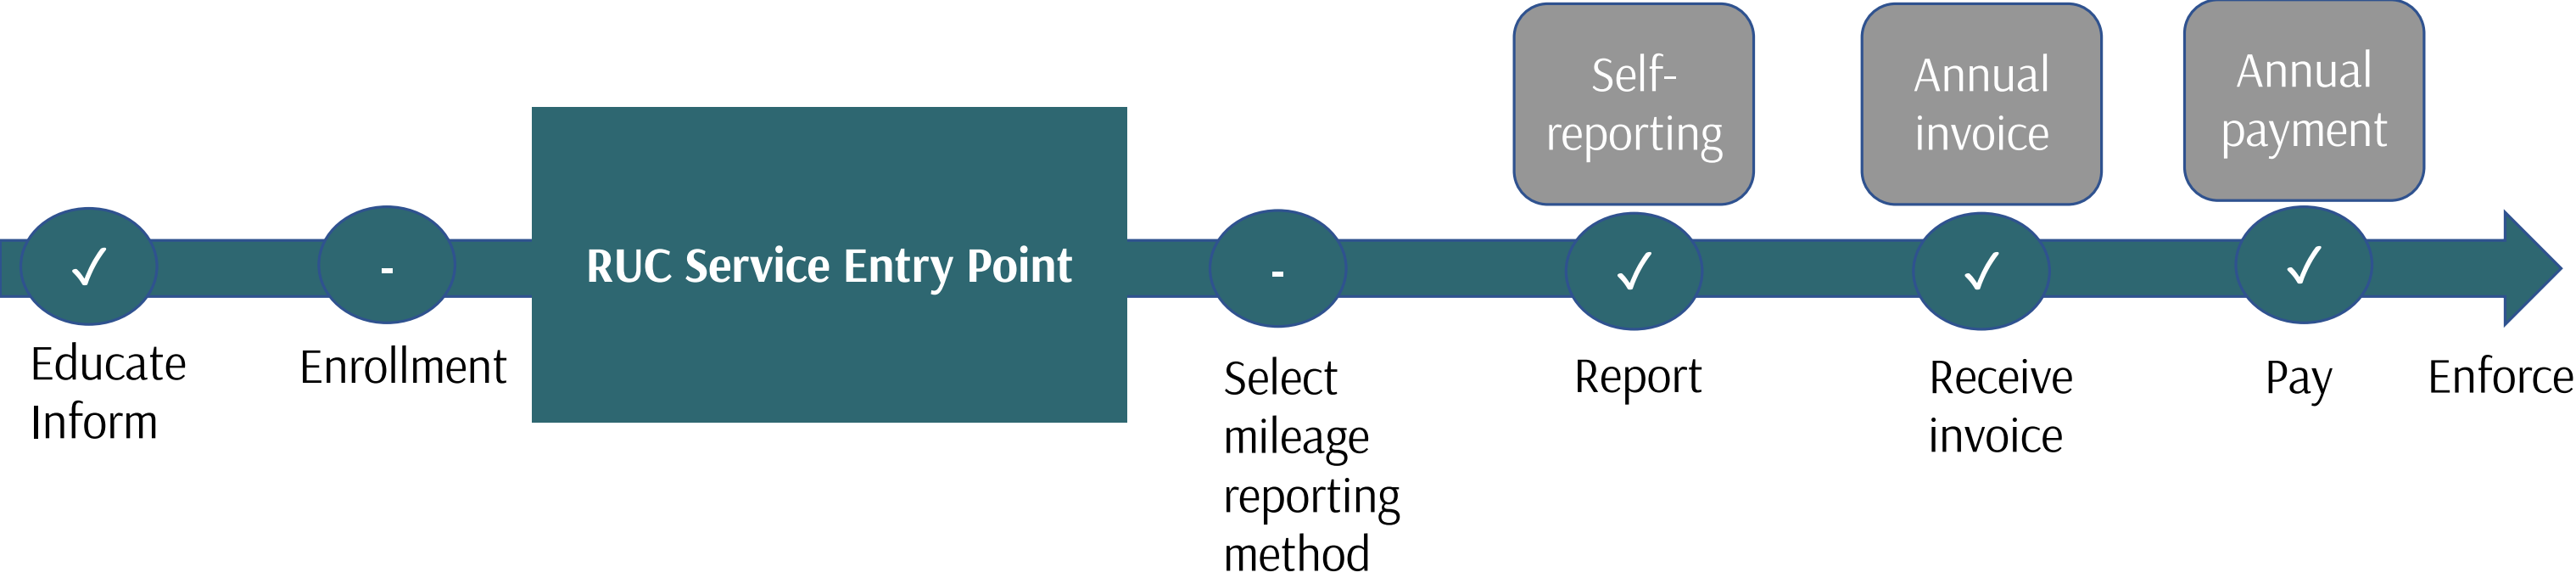 Self-
reporting
Annual
invoice
Annual
payment
✓
-
RUC Service Entry Point
-
✓
✓
✓
Educate
Inform
Enrollment
Select
mileage
reporting
method
Report
Receive
invoice
Pay
Enforce